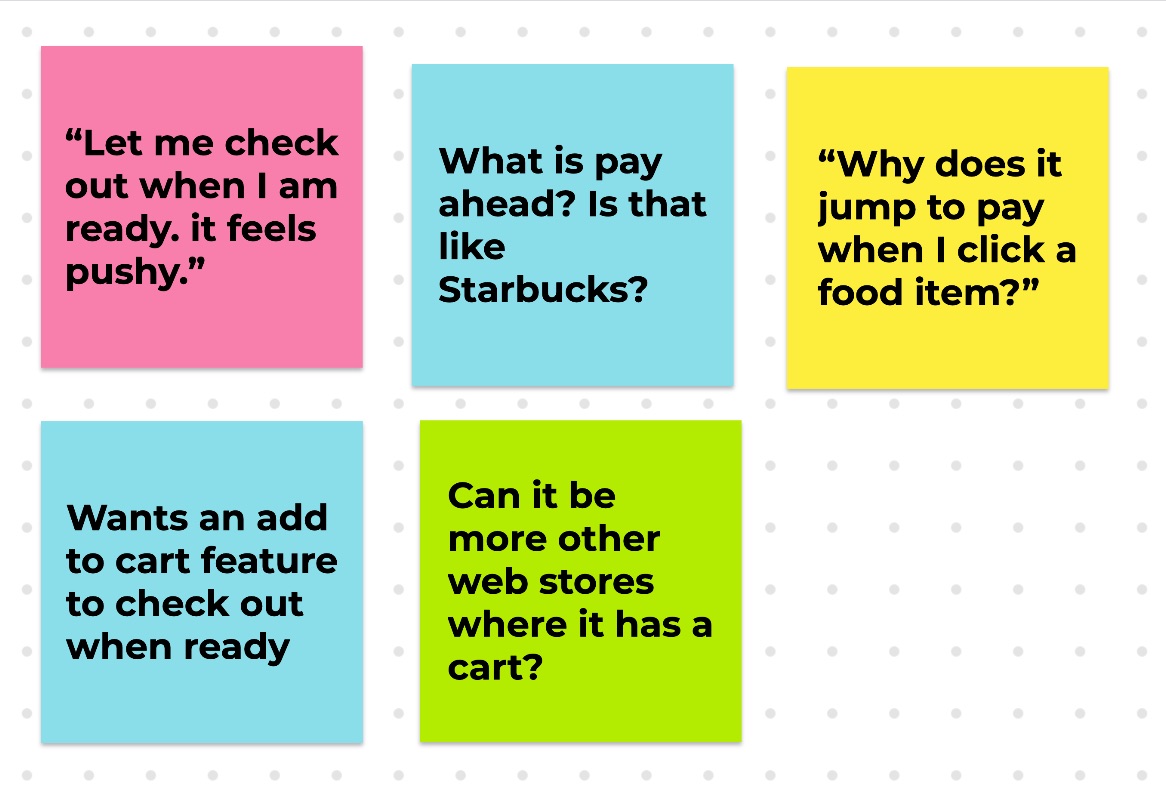 “Let me check
out when I am
ready. it feels
pushy.”
What is pay
ahead? Is that
like
Starbucks?
“Why does it
jump to pay
when I click a
food item?”
Wants an add
to cart feature
to check out
when ready
Can it be
more other
web stores
where it has a
cart?